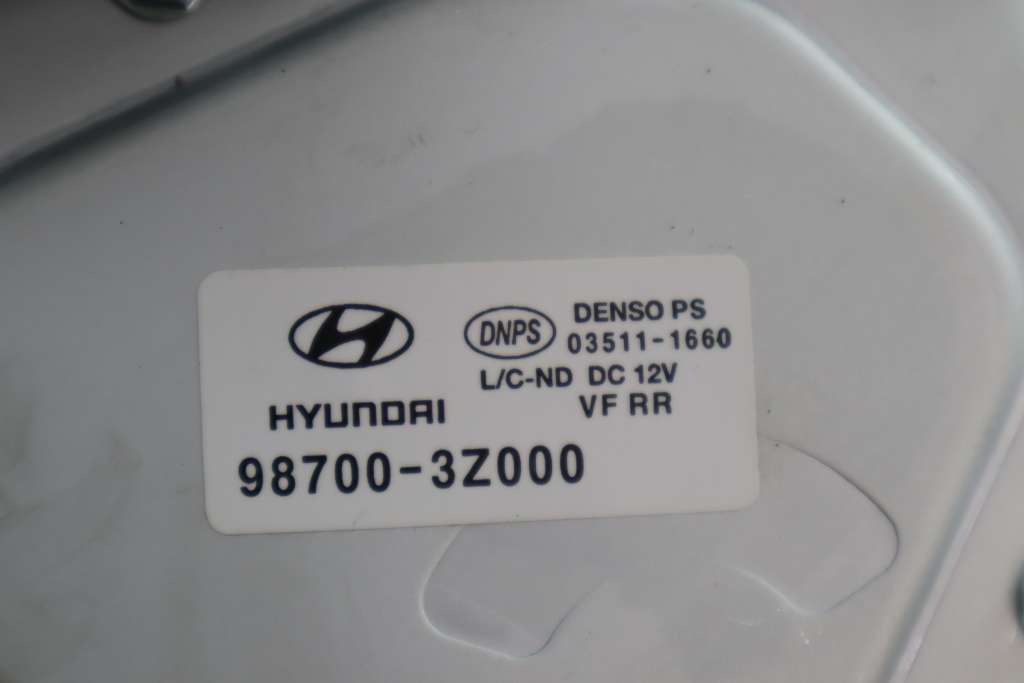 DENSO PS
DNPS
03511-1660
L/C-ND DC 12V
HYUNDAI
VF RR
98700-3Z000